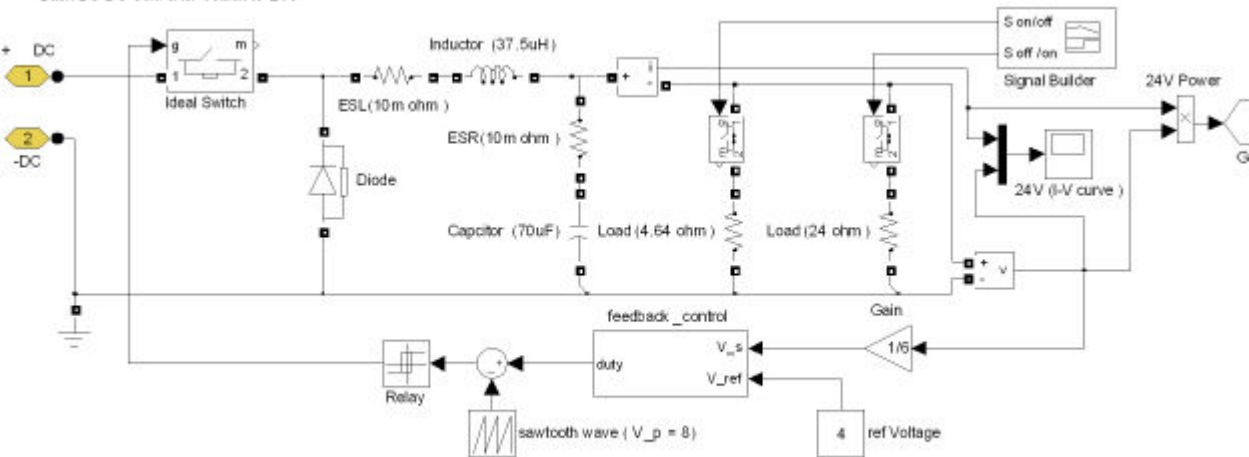 + DC
1
2
-DC
g m
1 2
Ideal Switch
ESL(10m ohm )
Inductor (37.5uH)
ESR(10m ohm )
Diode
Capcitor (70uF)
+
-
i
Load (4.64 ohm )
Load (24 ohm )
S on/off
S off /on
Signal Builder
24V Power
24V (I-V curve )
+
-
v
Gain
1/6
feedback _control
duty
V_s
V_ref
Relay
sawtooth wave ( V_p = 8)
4
ref Voltage